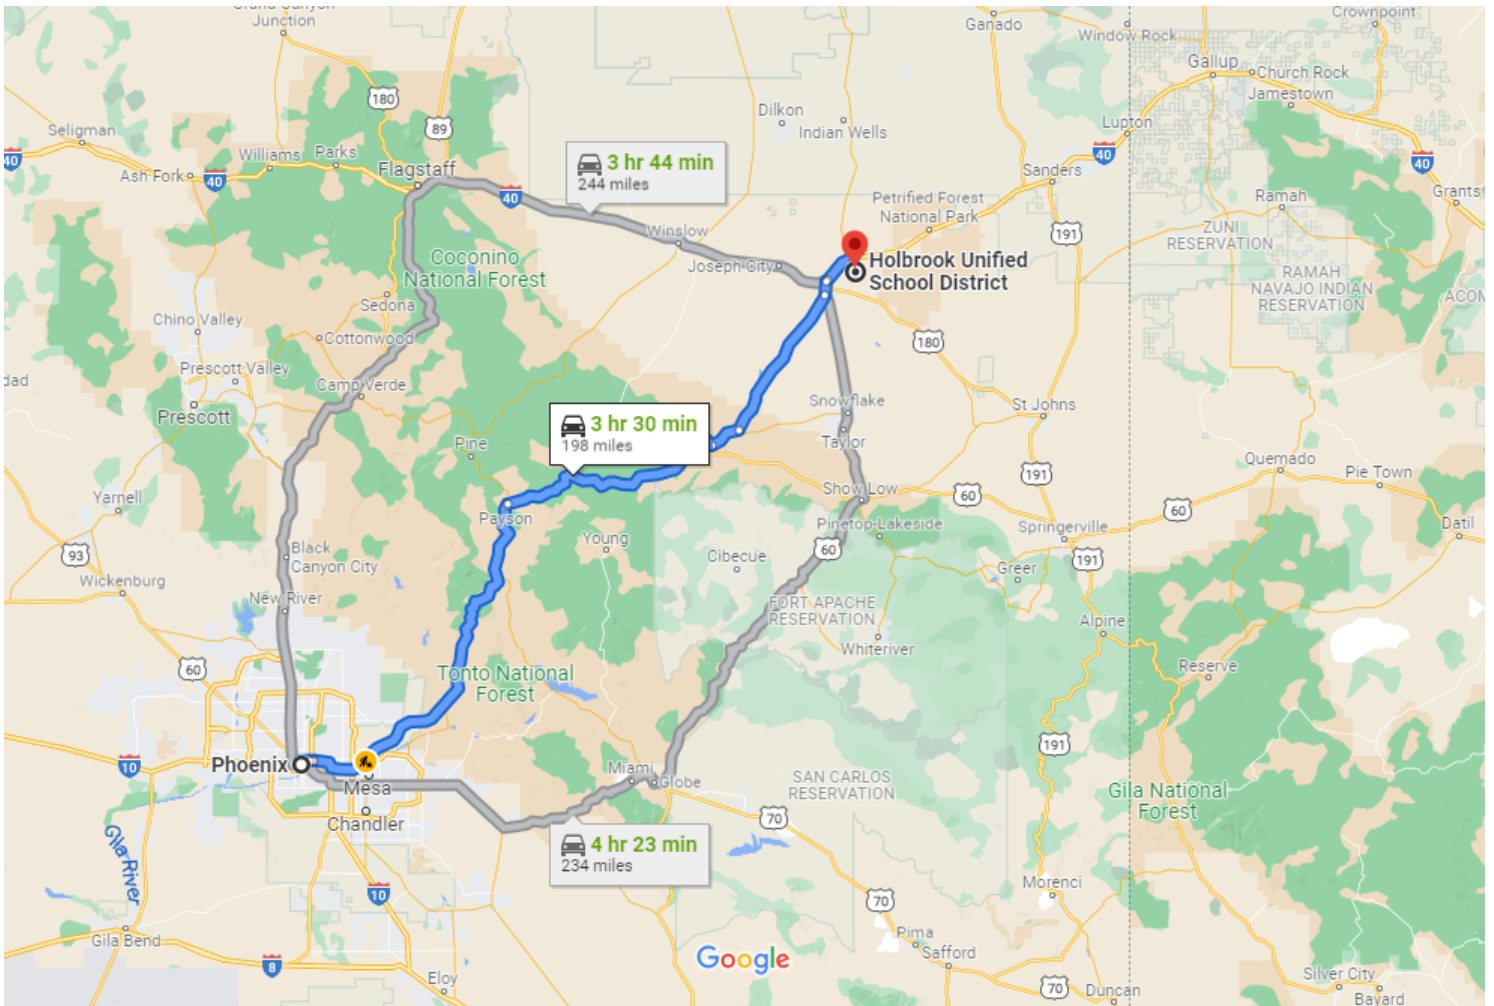 Grand Canyon
Junction
Ganado
Crownpoint
Window Rock
Gallup
Church Rock
Jamestown
180
89
Dilkon
Indian Wells
Lupton
Seligman
40
Williams
Parks
Flagstaff
3 hr 44 min
244 miles
40
40
Ash Fork
40
40
Sanders
Grants
Petrified Forest
National Park
Ramah
191
ZUNI
RESERVATION
Winslow
Joseph City
Holbrook Unified
School District
Coconino
National Forest
RAMAH
NAVAJO INDIAN
RESERVATION
Sedona
Chino Valley
Cottonwood
180
Prescott Valley
Camp Verde
Prescott
Snowflake
St Johns
3 hr 30 min
198 miles
Pine
Taylor
Quemado
Pie Town
191
Yarnell
Show Low
60
60
Payson
Pinetop-Lakeside
Springerville
Datil
Young
60
93
Black
Canyon City
Cibecue
191
Greer
Wickenburg
New River
FORT APACHE
RESERVATION
Alpine
Whiteriver
60
Tonto National
Forest
Reserve
191
Phoenix
10
Miami
Globe
SAN CARLOS
RESERVATION
Mesa
Gila National
Forest
Chandler
70
Gila River
4 hr 23 min
234 miles
10
Morenci
70
Gila Bend
Pima
Safford
8
Google
Eloy
70
Duncan
Silver City
Bayard